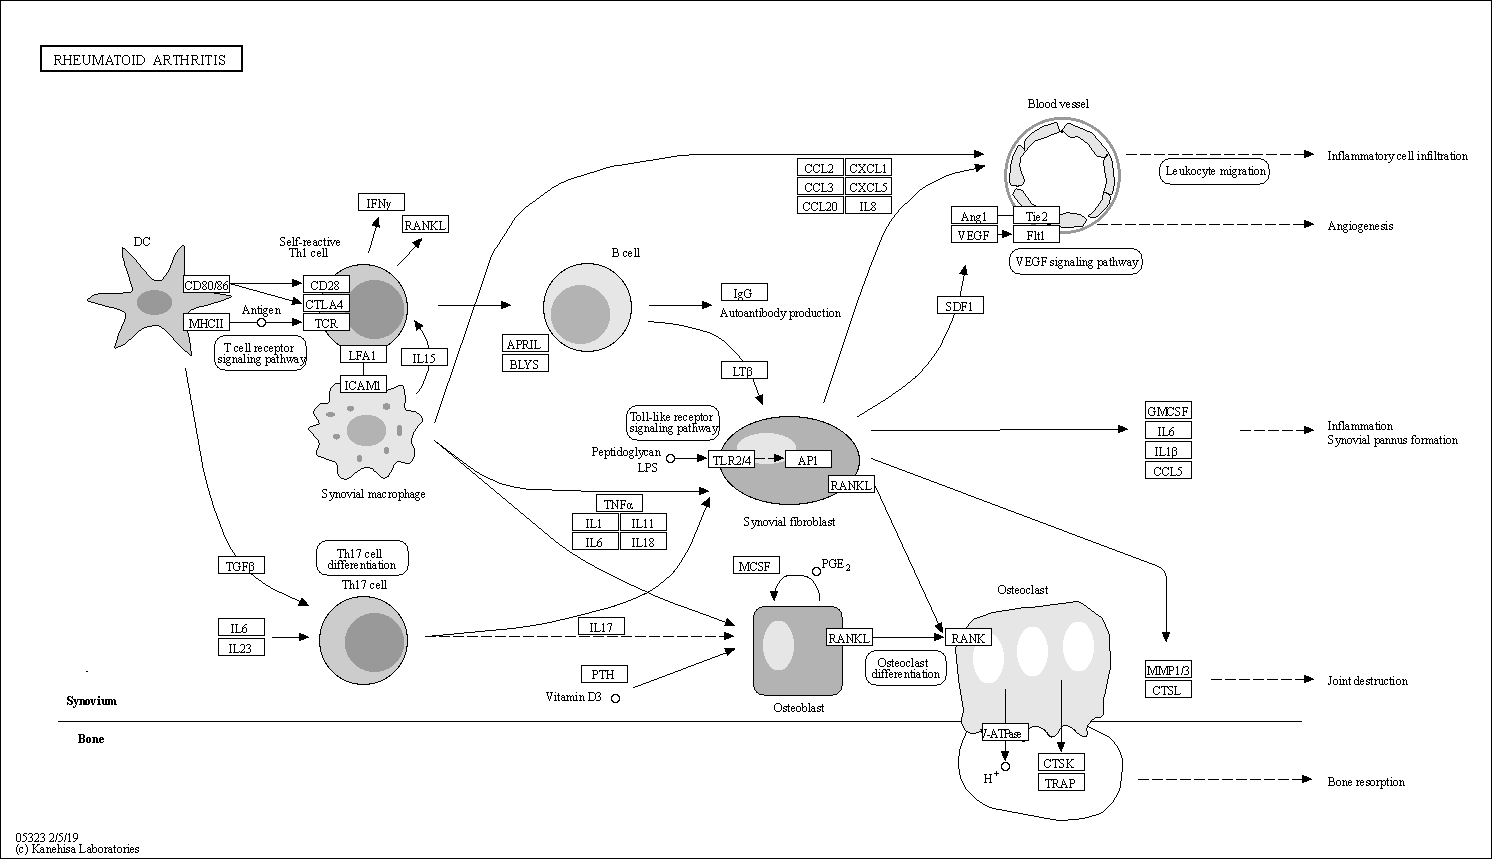 RHEUMATOID ARTHRITIS
Blood vessel
Inflammatory cell infiltration
CCL2 CXCL1
Leukocyte migration
CCL3 CXCL5
CCL20 IL8
IFNγ
RANKL
Ang1 Tie2
Angiogenesis
VEGF Flt1
DC
Self-reactive
Th1 cell
B cell
VEGF signaling pathway
CD80/86 CD28
IgG
CTLA4
Antigen
SDF1
Autoantibody production
MHCII TCR
T cell receptor
signaling pathway
LFA1
IL15
APRIL
BLYS
LTβ
ICAM1
Toll-like receptor
signaling pathway
GMCSF
IL6
Inflammation
Synovial pannus formation
IL1β
CCL5
Peptidoglycan
LPS
TLR2/4 AP1
RANKL
Synovial macrophage
TNFα
IL1 IL11
IL6 IL18
Synovial fibroblast
Th17 cell
differentiation
Th17 cell
TGFβ
MCSF
PGE2
Osteoclast
IL6
IL23
IL17
RANKL RANK
Osteoclast
differentiation
PTH
Vitamin D3
Osteoblast
MMP1/3
CTSL
Joint destruction
Synovium
Bone
V-ATPase
H+
CTSK
TRAP
Bone resorption
05323 2/5/19
(c) Kanehisa Laboratories